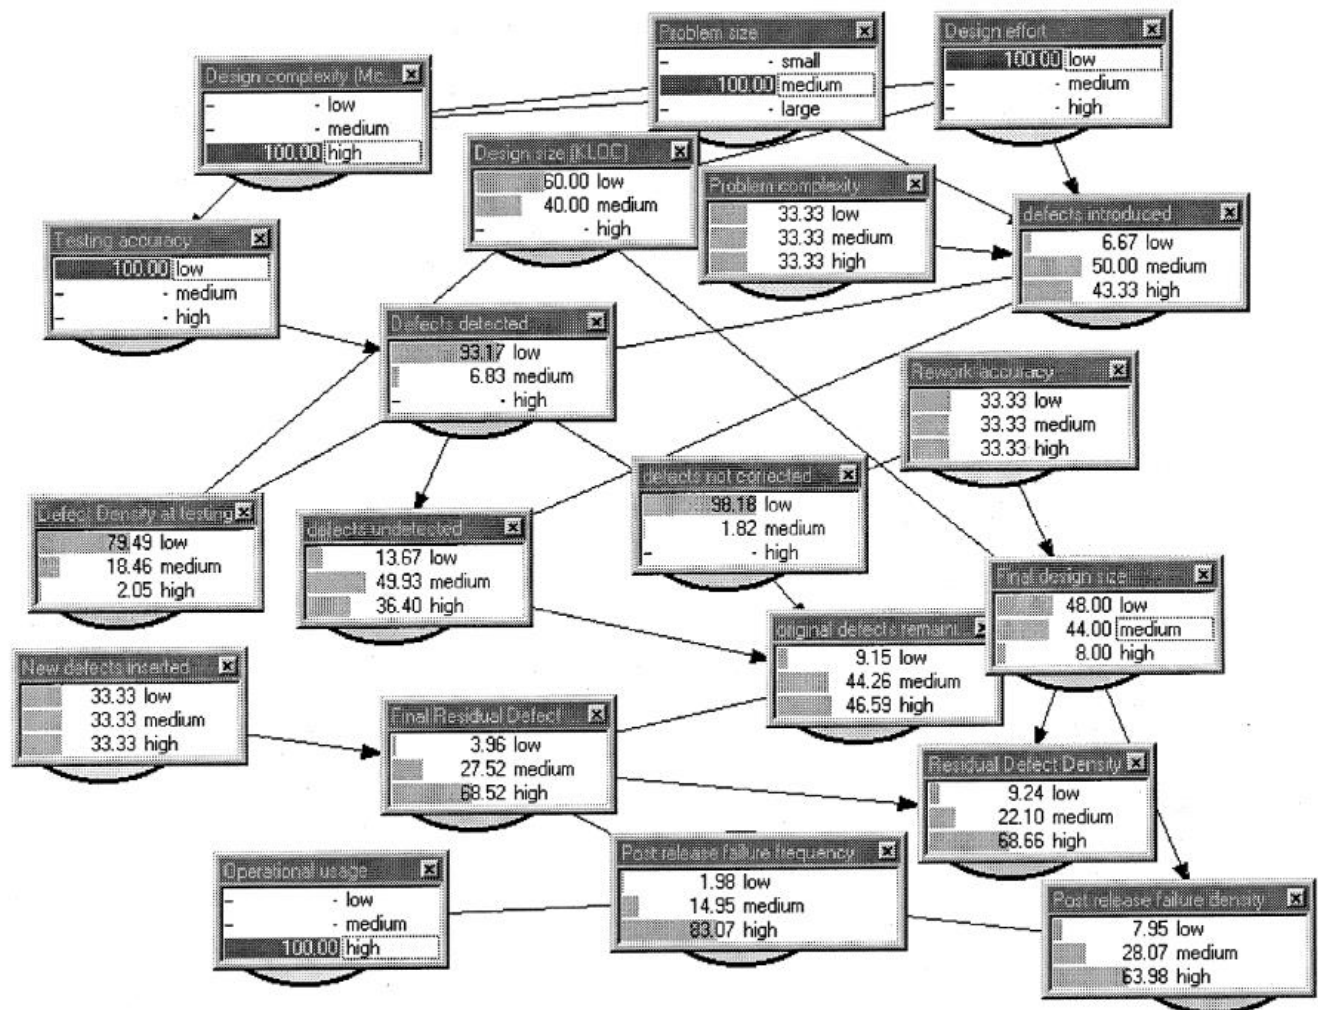 Problem size
- - small
100.00 medium
- - large
Design effort
100.00 low
- - medium
- - high
Design complexity (Mc...
- - low
- - medium
100.00 high
Design size (KLOC)
60.00 low
40.00 medium
- - high
Problem complexity
33.33 low
33.33 medium
33.33 high
defects introduced
6.67 low
50.00 medium
43.33 high
Testing accuracy
100.00 low
- - medium
- - high
Defects detected
93.17 low
6.83 medium
- - high
Rework accuracy
33.33 low
33.33 medium
33.33 high
defects not corrected
98.18 low
1.82 medium
- - high
Defect Density at testing
79.49 low
18.46 medium
2.05 high
defects undetected
13.67 low
49.93 medium
36.40 high
Final design size
48.00 low
44.00 medium
8.00 high
original defects remaini...
9.15 low
44.26 medium
46.59 high
New defects inserted
33.33 low
33.33 medium
33.33 high
Final Residual Defect ...
3.96 low
27.52 medium
68.52 high
Residual Defect Density
9.24 low
22.10 medium
68.66 high
Post release failure frequency
1.98 low
14.95 medium
83.07 high
Operational usage
- - low
- - medium
100.00 high
Post release failure density
7.95 low
28.07 medium
63.98 high